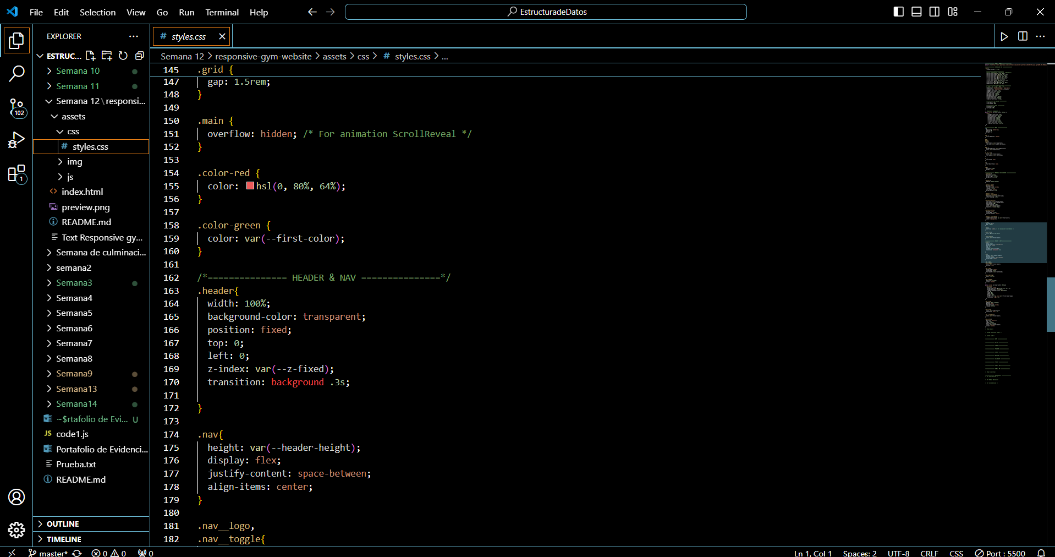 File Edit Selection View Go Run Terminal Help
EstructuradeDatos
EXPLORER
ESTRUC...
Semana 10
Semana 11
Semana 12 \ responsi...
assets
css
# styles.css
img
js
<> index.html
preview.png
README.md
Text Responsive gy...
Semana de culminaci...
semana2
Semana3
Semana4
Semana5
Semana6
Semana7
Semana8
Semana9
Semana13
Semana14
~$rtafolio de Evi... U
JS code1.js
Portafolio de Evidenci...
Prueba.txt
README.md
OUTLINE
TIMELINE
102
1
# styles.css
Semana 12 > responsive-gym-website > assets > css > # styles.css > ...
145 .grid {
147 gap: 1.5rem;
148 }
149
150 .main {
151 overflow: hidden; /* For animation ScrollReveal */
152 }
153
154 .color-red {
155 color: hsl(0, 80%, 64%);
156 }
157
158 .color-green {
159 color: var(--first-color);
160 }
161
162 /*=============== HEADER & NAV ===============*/
163 .header{
164 width: 100%;
165 background-color: transparent;
166 position: fixed;
167 top: 0;
168 left: 0;
169 z-index: var(--z-fixed);
170 transition: background .3s;
171
172 }
173
174 .nav{
175 height: var(--header-height);
176 display: flex;
177 justify-content: space-between;
178 align-items: center;
179 }
180
181 .nav__logo,
182 .nav__toggle{
master* 0 0 0 Ln 1, Col 1 Spaces: 2 UTF-8 CRLF CSS Port : 5500